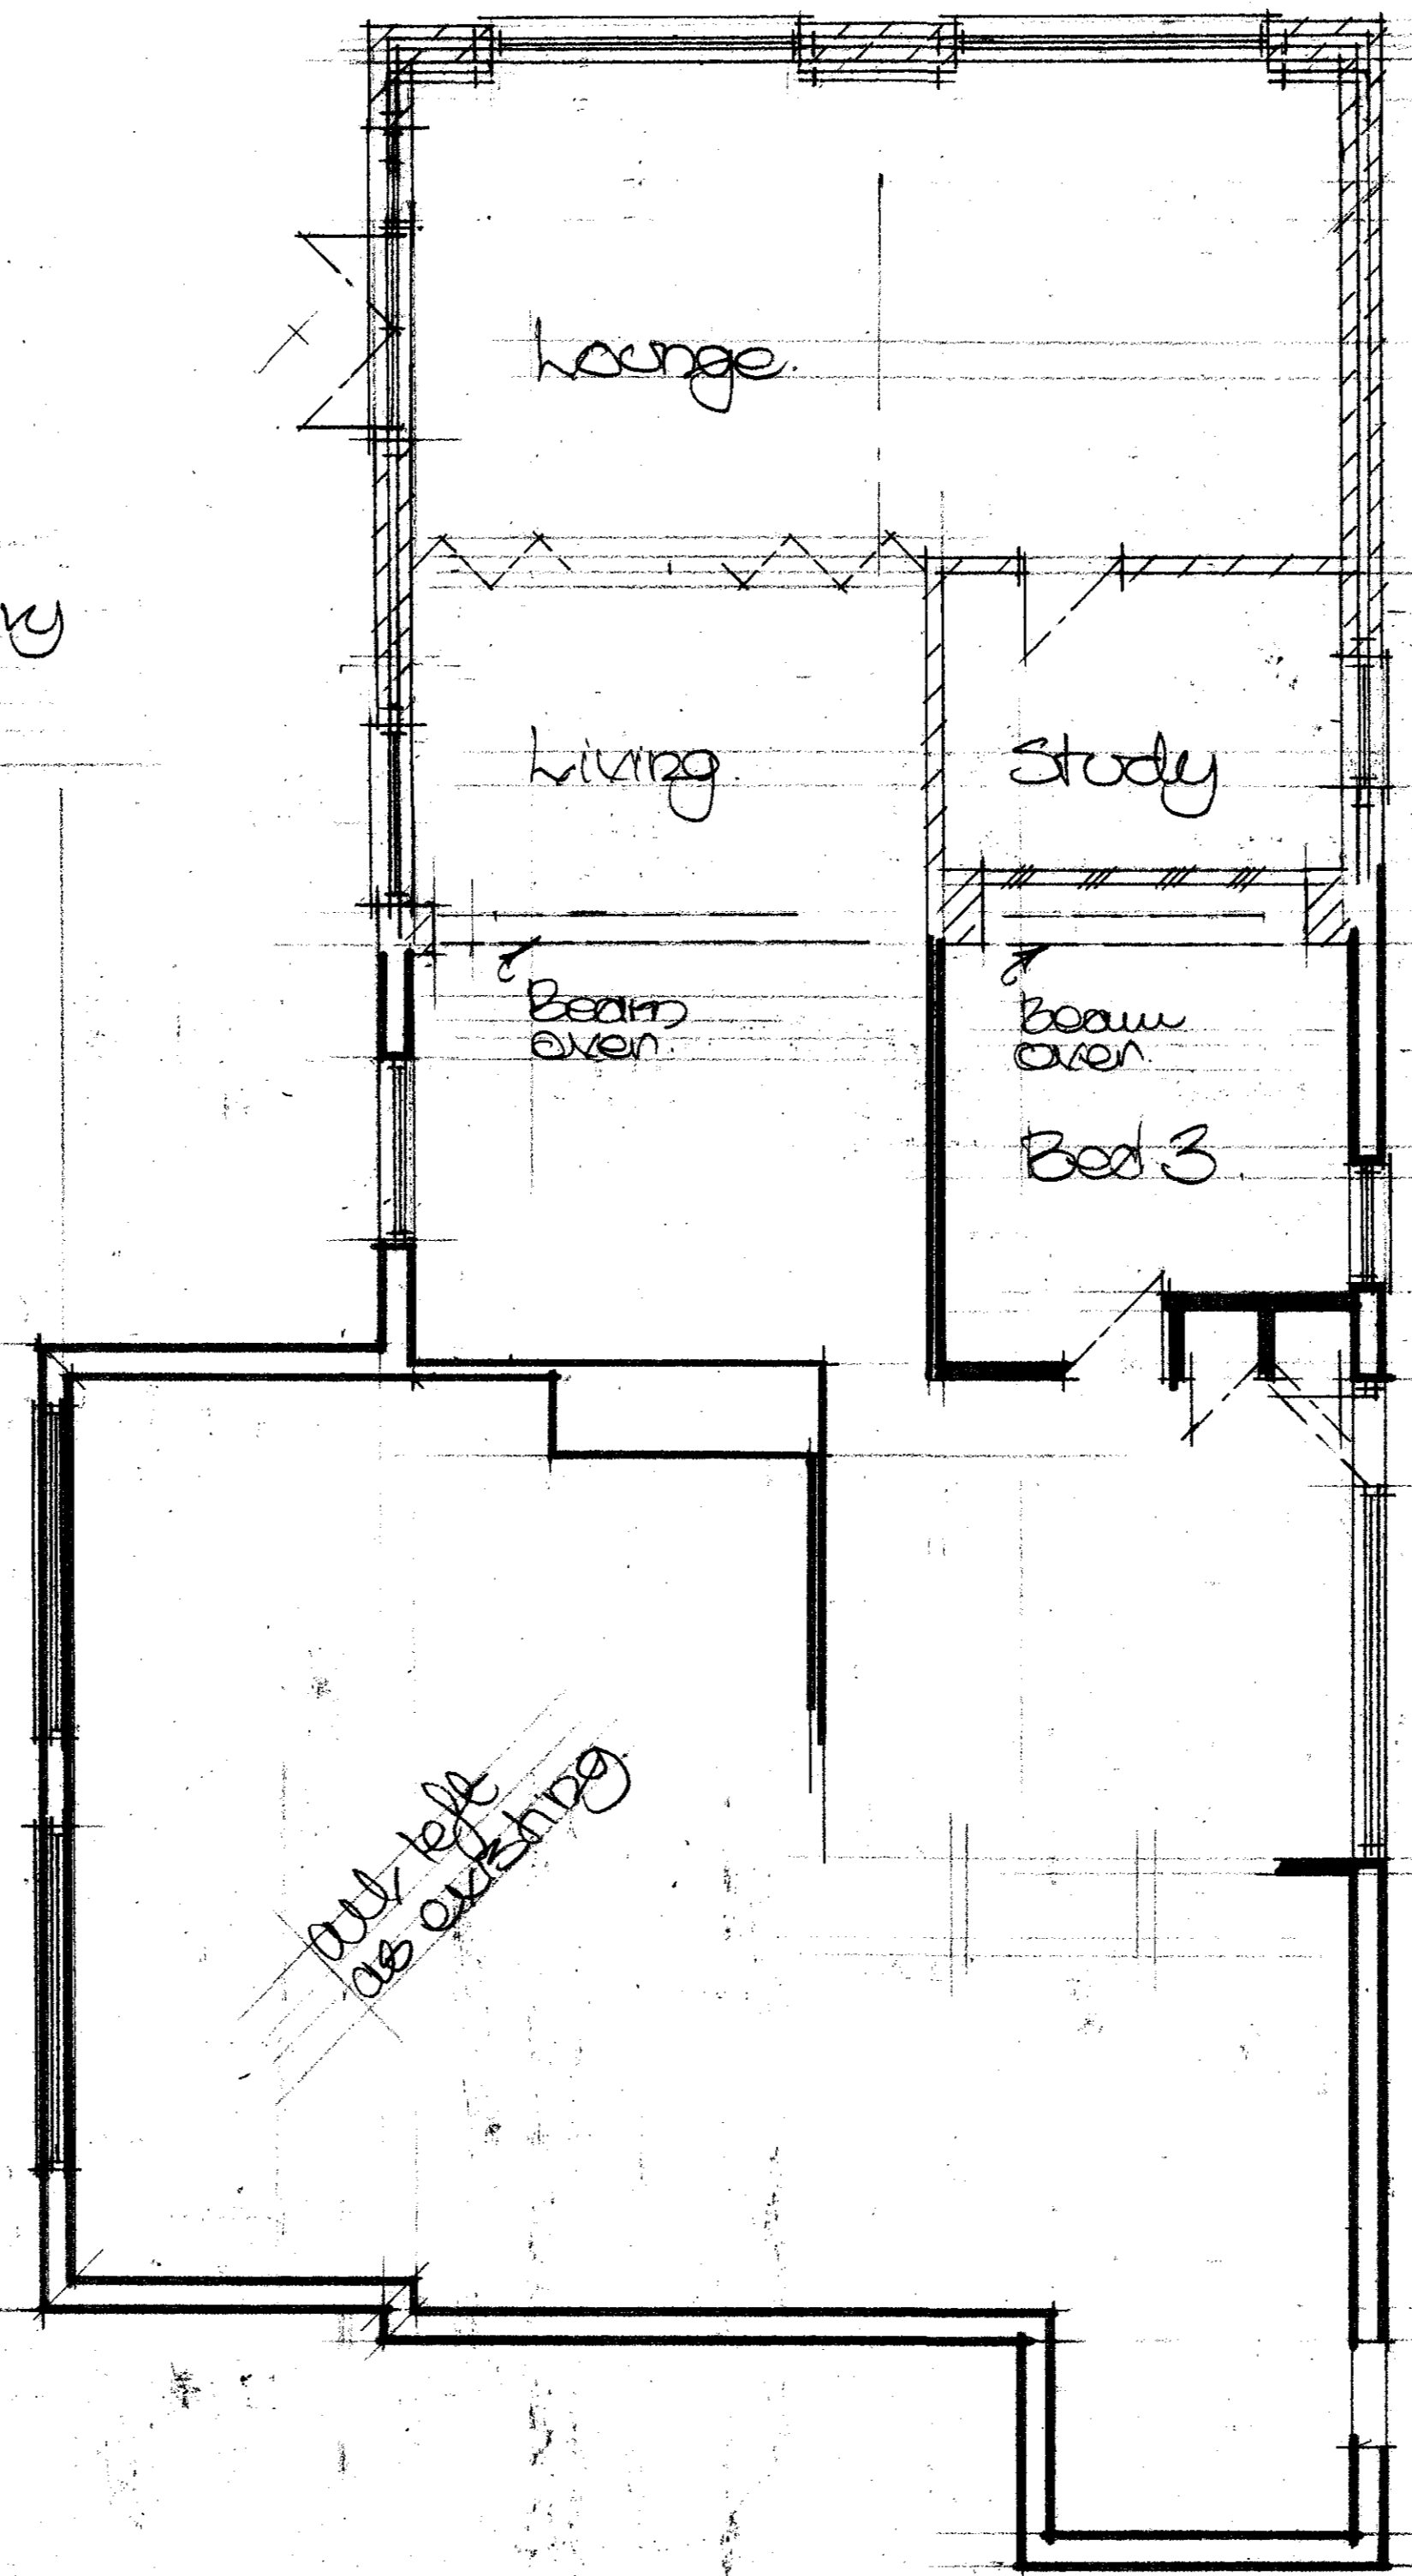 Lounge.
Living.
Study
Beam
over.
Beam
over.
Bed 3.
all left
as existing